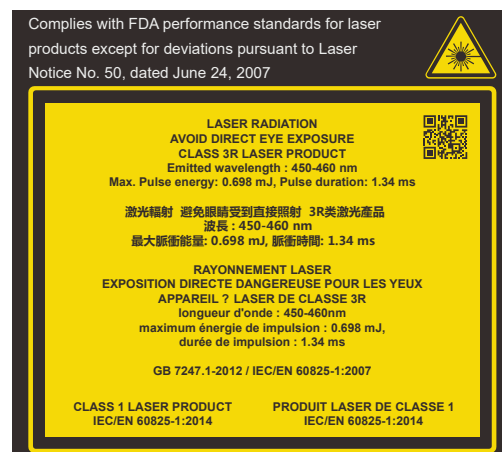 Complies with FDA performance standards for laser
products except for deviations pursuant to Laser
Notice No. 50, dated June 24, 2007
LASER RADIATION
AVOID DIRECT EYE EXPOSURE
CLASS 3R LASER PRODUCT
Emitted wavelength : 450-460 nm
Max. Pulse energy: 0.698 mJ, Pulse duration: 1.34 ms
激光輻射 避免眼睛受到直接照射 3R类激光產品
波長 : 450-460 nm
最大脈衝能量: 0.698 mJ, 脈衝時間: 1.34 ms
RAYONNEMENT LASER
EXPOSITION DIRECTE DANGEREUSE POUR LES YEUX
APPAREIL ? LASER DE CLASSE 3R
longueur d'onde : 450-460nm
maximum énergie de impulsion : 0.698 mJ,
durée de impulsion : 1.34 ms
GB 7247.1-2012 / IEC/EN 60825-1:2007
CLASS 1 LASER PRODUCT PRODUIT LASER DE CLASSE 1
IEC/EN 60825-1:2014 IEC/EN 60825-1:2014